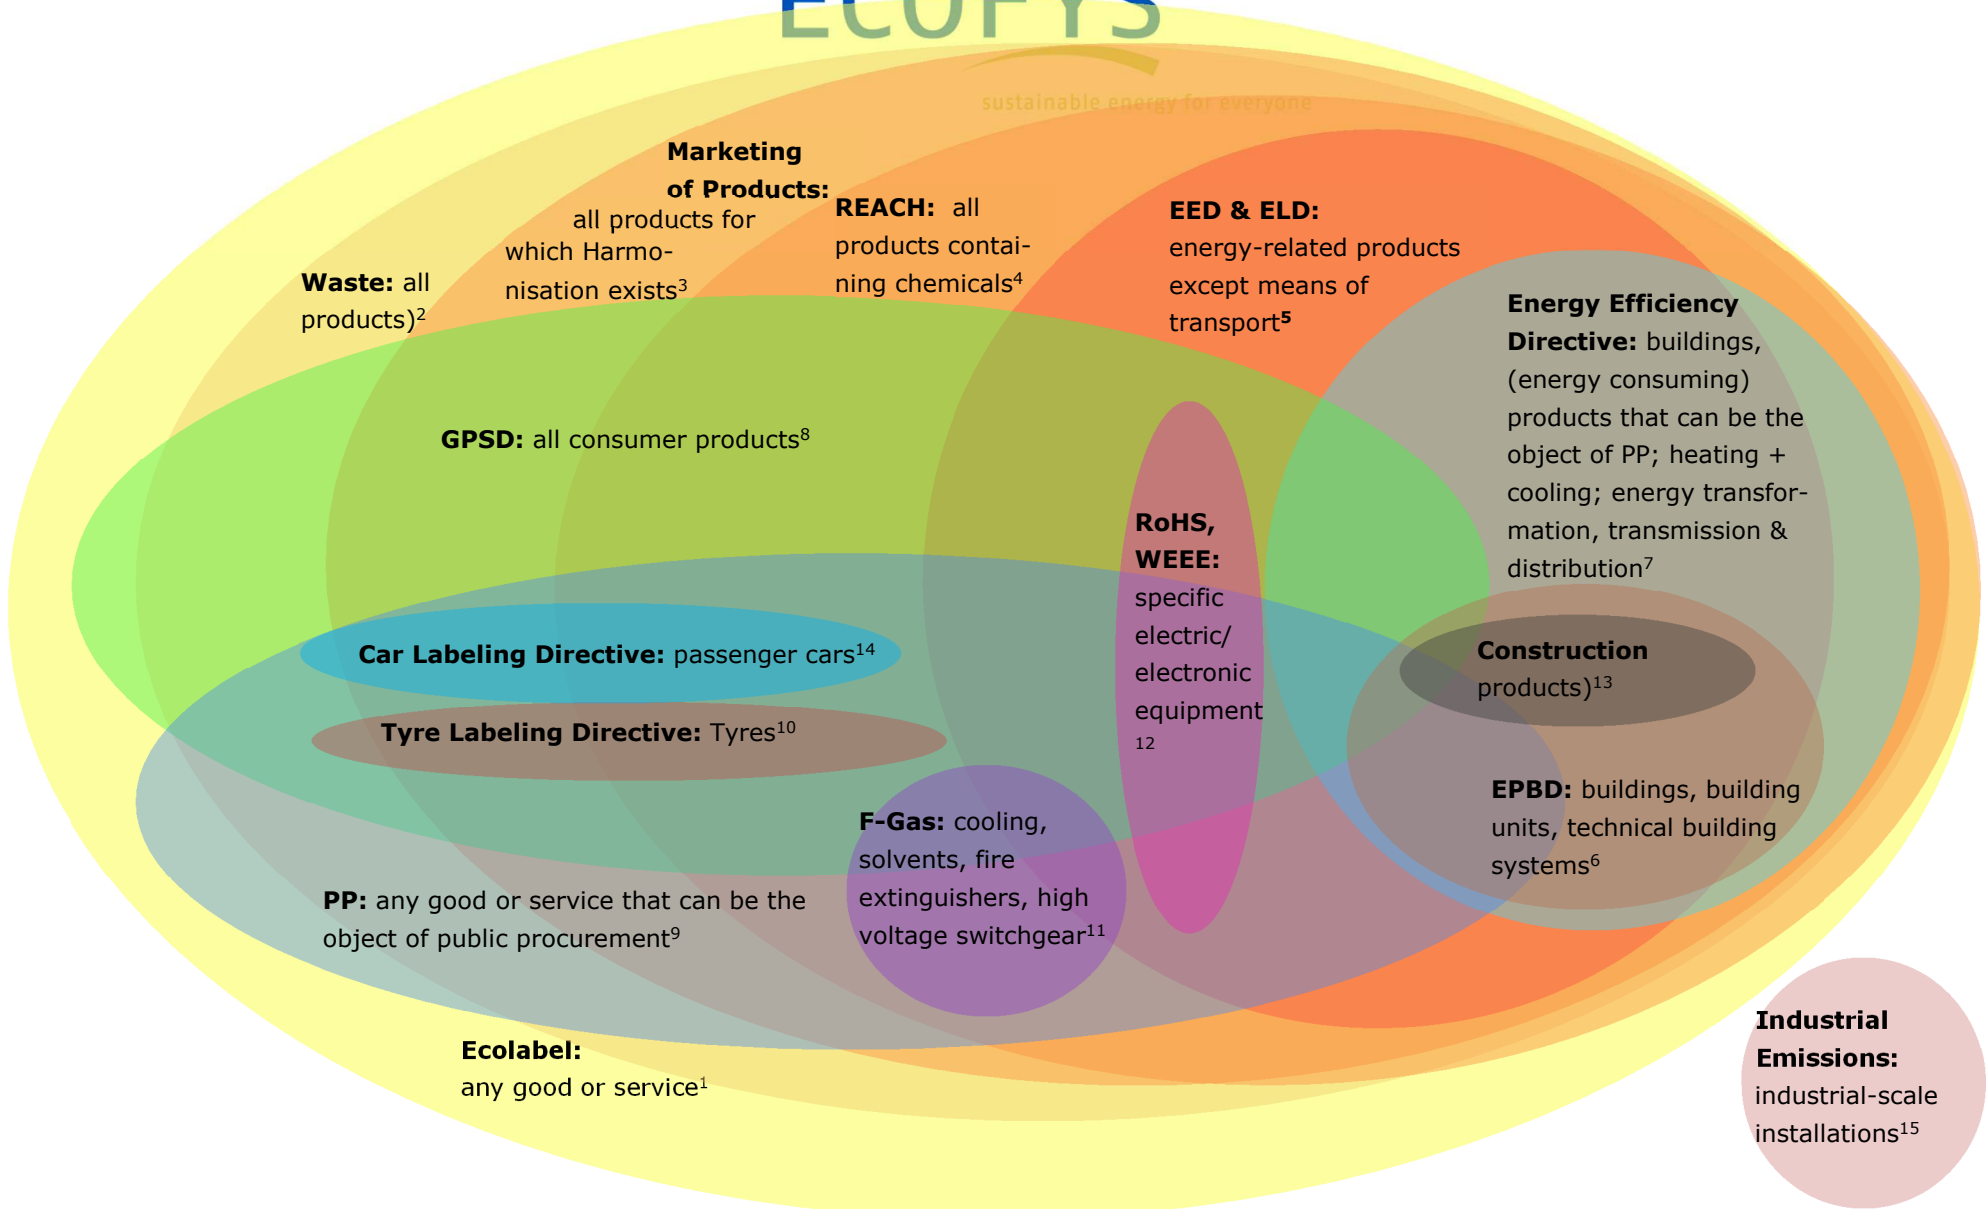 ECOFYS
sustainable energy for everyone
Marketing
of Products:
all products for
which Harmo-
nisation exists3
REACH: all
products contai-
ning chemicals4
EED & ELD:
energy-related products
except means of
transport5
Waste: all
products)2
Energy Efficiency
Directive: buildings,
(energy consuming)
products that can be the
object of PP; heating +
cooling; energy transfor-
mation, transmission &
distribution7
GPSD: all consumer products8
RoHS,
WEEE:
specific
electric/
electronic
equipment
12
Car Labeling Directive: passenger cars14
Construction
products)13
Tyre Labeling Directive: Tyres10
EPBD: buildings, building
units, technical building
systems6
F-Gas: cooling,
solvents, fire
extinguishers, high
voltage switchgear11
PP: any good or service that can be the
object of public procurement9
Ecolabel:
any good or service1
Industrial
Emissions:
industrial-scale
installations15